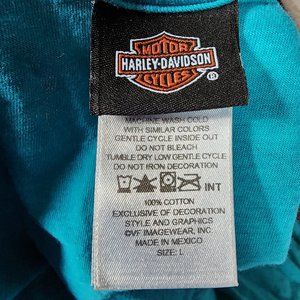 MOTOR
HARLEY-DAVIDSON
CYCLES
MACHINE WASH COLD
WITH SIMILAR COLORS
GENTLE CYCLE INSIDE OUT
DO NOT BLEACH
TUMBLE DRY LOW GENTLE CYCLE
DO NOT IRON DECORATION
INT
100% COTTON
EXCLUSIVE OF DECORATION
STYLE AND GRAPHICS
©VF IMAGEWEAR, INC.
MADE IN MEXICO
SIZE: L